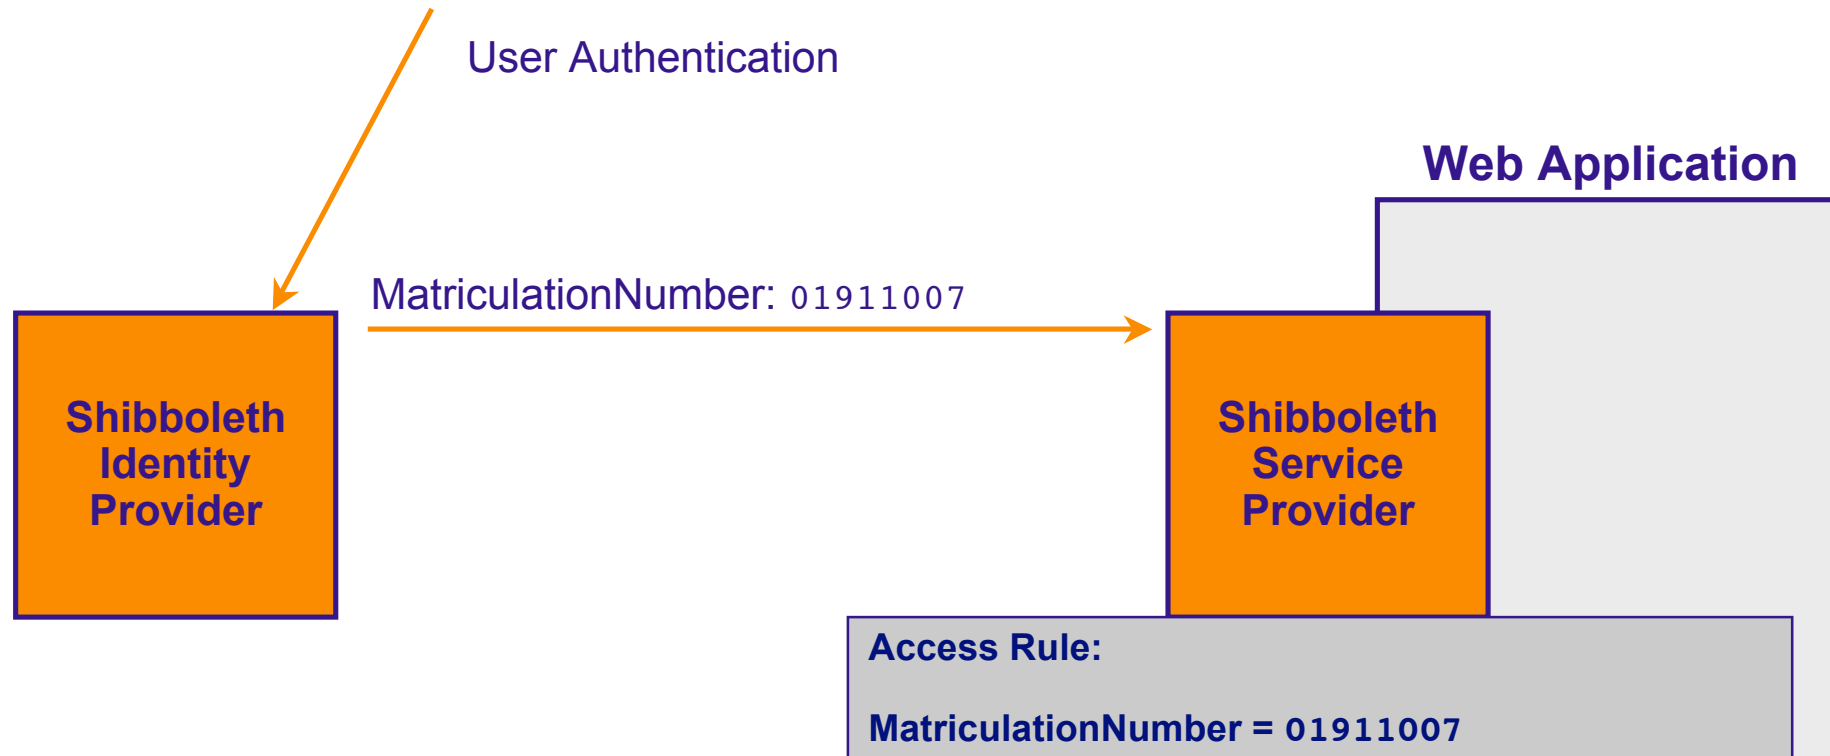 User Authentication
Web Application
MatriculationNumber: 01911007
Shibboleth
Identity
Provider
Shibboleth
Service
Provider
Access Rule:
MatriculationNumber = 01911007